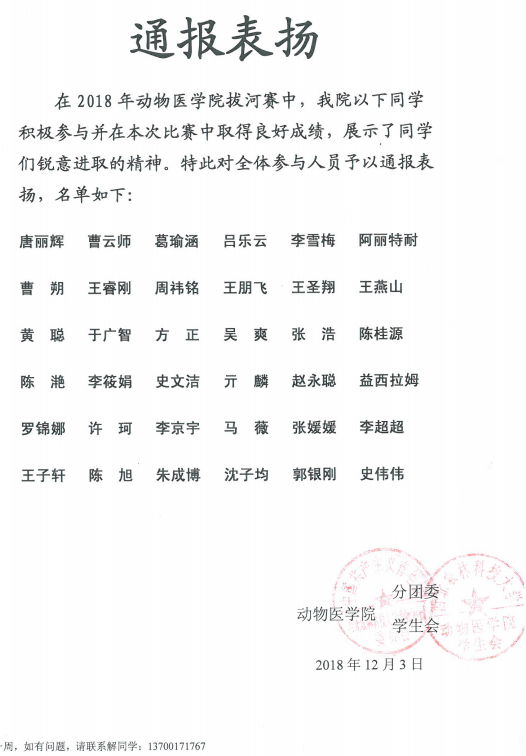 通报表扬
在 2018 年动物医学院拔河赛中，我院以下同学
积极参与并在本次比赛中取得良好成绩，展示了同学
们锐意进取的精神。特此对全体参与人员予以通报表
扬，名单如下：
唐丽辉 曹云师 葛瑜涵 吕乐云 李雪梅 阿丽特耐
曹 朔 王睿刚 周祎铭 王朋飞 王圣翔 王燕山
黄 聪 于广智 方 正 吴 爽 张 浩 陈桂源
陈 滟 李筱娟 史文洁 亓 麟 赵永聪 益西拉姆
罗锦娜 许 珂 李京宇 马 薇 张媛媛 李超超
王子轩 陈 旭 朱成博 沈子均 郭银刚 史伟伟
分团委
动物医学院
学生会
2018 年 12 月 3 日
一周，如有问题，请联系解同学：13700171767